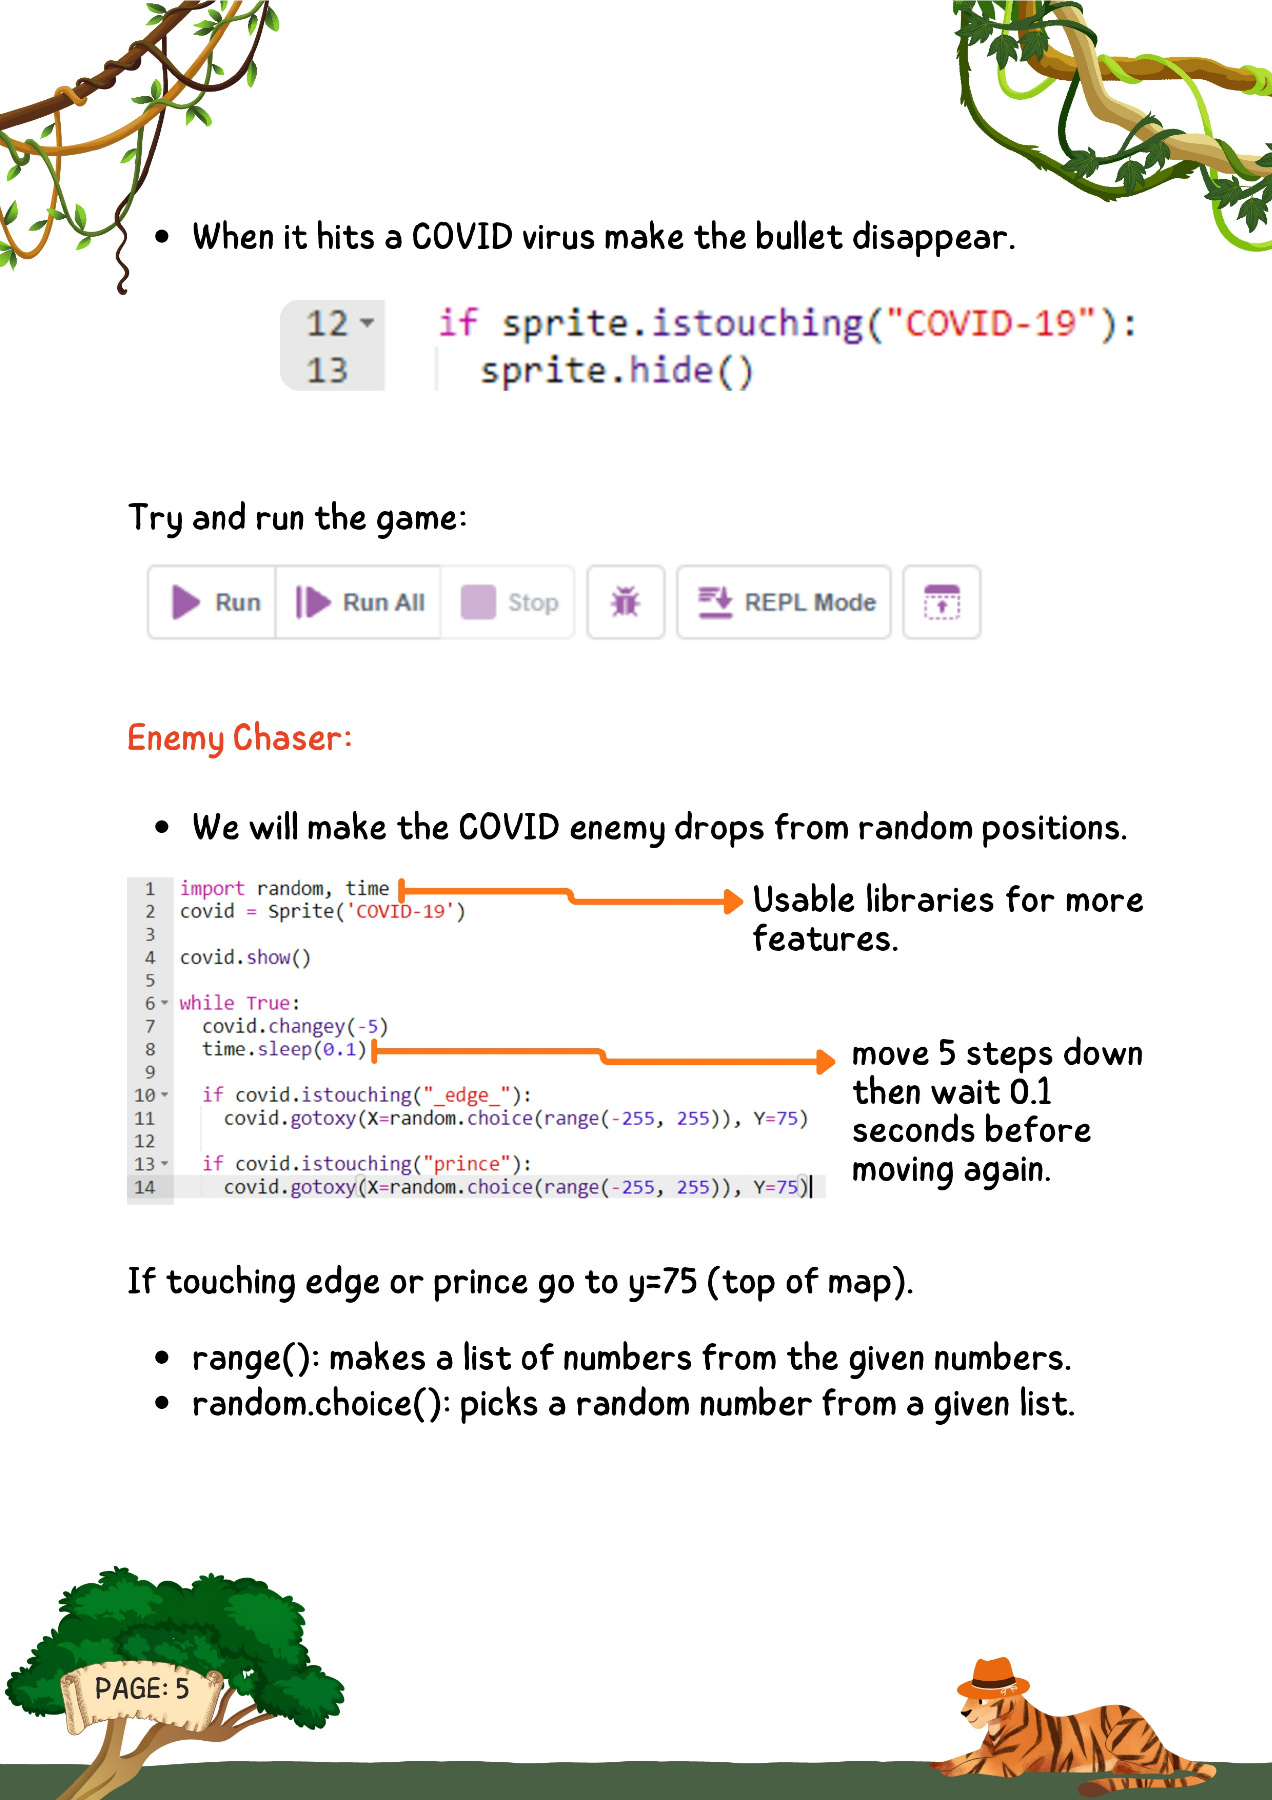 • When it hits a COVID virus make the bullet disappear.
12 if sprite.istouching("COVID-19"):
13 sprite.hide()
Try and run the game:
Run Run All Stop REPL Mode
Enemy Chaser:
• We will make the COVID enemy drops from random positions.
1 import random, time
2 covid = Sprite('COVID-19')
3
4 covid.show()
5
6 while True:
7 covid.changey(-5)
8 time.sleep(0.1)
9
10 if covid.istouching("_edge_"):
11 covid.gotoxy(X=random.choice(range(-255, 255)), Y=75)
12
13 if covid.istouching("prince"):
14 covid.gotoxy(X=random.choice(range(-255, 255)), Y=75)
Usable libraries for more
features.
move 5 steps down
then wait 0.1
seconds before
moving again.
If touching edge or prince go to y=75 (top of map).
• range(): makes a list of numbers from the given numbers.
• random.choice(): picks a random number from a given list.
PAGE: 5